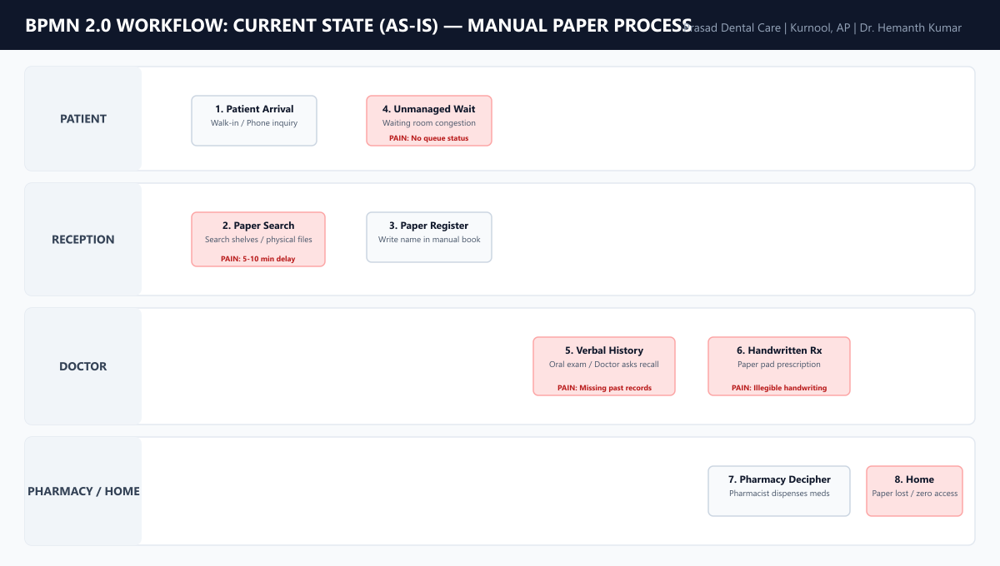 BPMN 2.0 WORKFLOW: CURRENT STATE (AS-IS) — MANUAL PAPER PROCESS
Prasad Dental Care | Kurnool, AP | Dr. Hemanth Kumar
PATIENT
1. Patient Arrival
Walk-in / Phone inquiry
4. Unmanaged Wait
Waiting room congestion
PAIN: No queue status
RECEPTION
2. Paper Search
Search shelves / physical files
PAIN: 5-10 min delay
3. Paper Register
Write name in manual book
DOCTOR
5. Verbal History
Oral exam / Doctor asks recall
PAIN: Missing past records
6. Handwritten Rx
Paper pad prescription
PAIN: Illegible handwriting
PHARMACY / HOME
7. Pharmacy Decipher
Pharmacist dispenses meds
8. Home
Paper lost / zero access